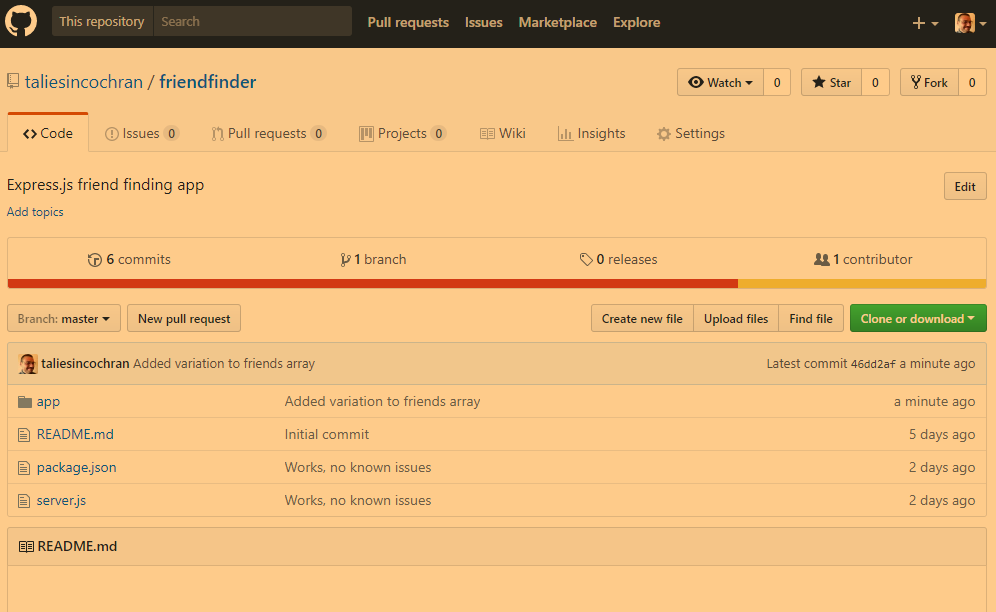 This repository Search Pull requests Issues Marketplace Explore
taliesincochran / friendfinder Watch 0 Star 0 Fork 0
Code Issues 0 Pull requests 0 Projects 0 Wiki Insights Settings
Express.js friend finding app Edit
Add topics
6 commits 1 branch 0 releases 1 contributor
Branch: master New pull request Create new file Upload files Find file Clone or download
taliesincochran Added variation to friends array Latest commit 46dd2af a minute ago
app Added variation to friends array a minute ago
README.md Initial commit 5 days ago
package.json Works, no known issues 2 days ago
server.js Works, no known issues 2 days ago
README.md